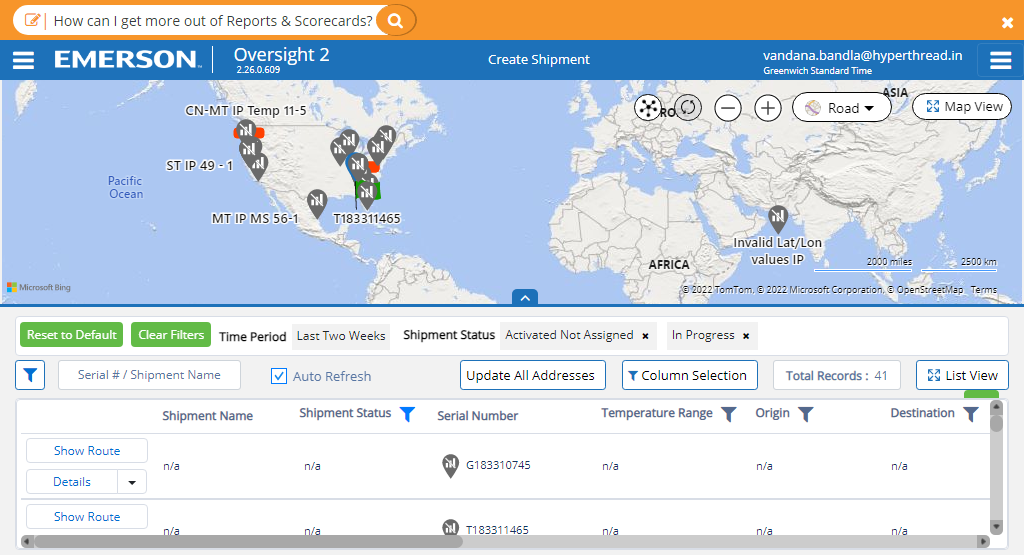 How can I get more out of Reports & Scorecards?
EMERSON
Oversight 2
2.26.0.609
Create Shipment
vandana.bandla@hyperthread.in
Greenwich Standard Time
CN-MT IP Temp 11-5
ASIA
Road
Map View
ST IP 49 - 1
Pacific
Ocean
MT IP MS 56-1
T183311465
Invalid Lat/Lon
values IP
AFRICA
2000 miles
2500 km
Microsoft Bing
© 2022 TomTom, © 2022 Microsoft Corporation, © OpenStreetMap Terms
Reset to Default
Clear Filters
Time Period
Last Two Weeks
Shipment Status
Activated Not Assigned ×
In Progress ×
Serial # / Shipment Name
Auto Refresh
Update All Addresses
Column Selection
Total Records : 41
List View
Shipment Name
Shipment Status
Serial Number
Temperature Range
Origin
Destination
Show Route
Details
n/a
n/a
G183310745
n/a
n/a
n/a
Show Route
n/a
n/a
T183311465
n/a
n/a
n/a